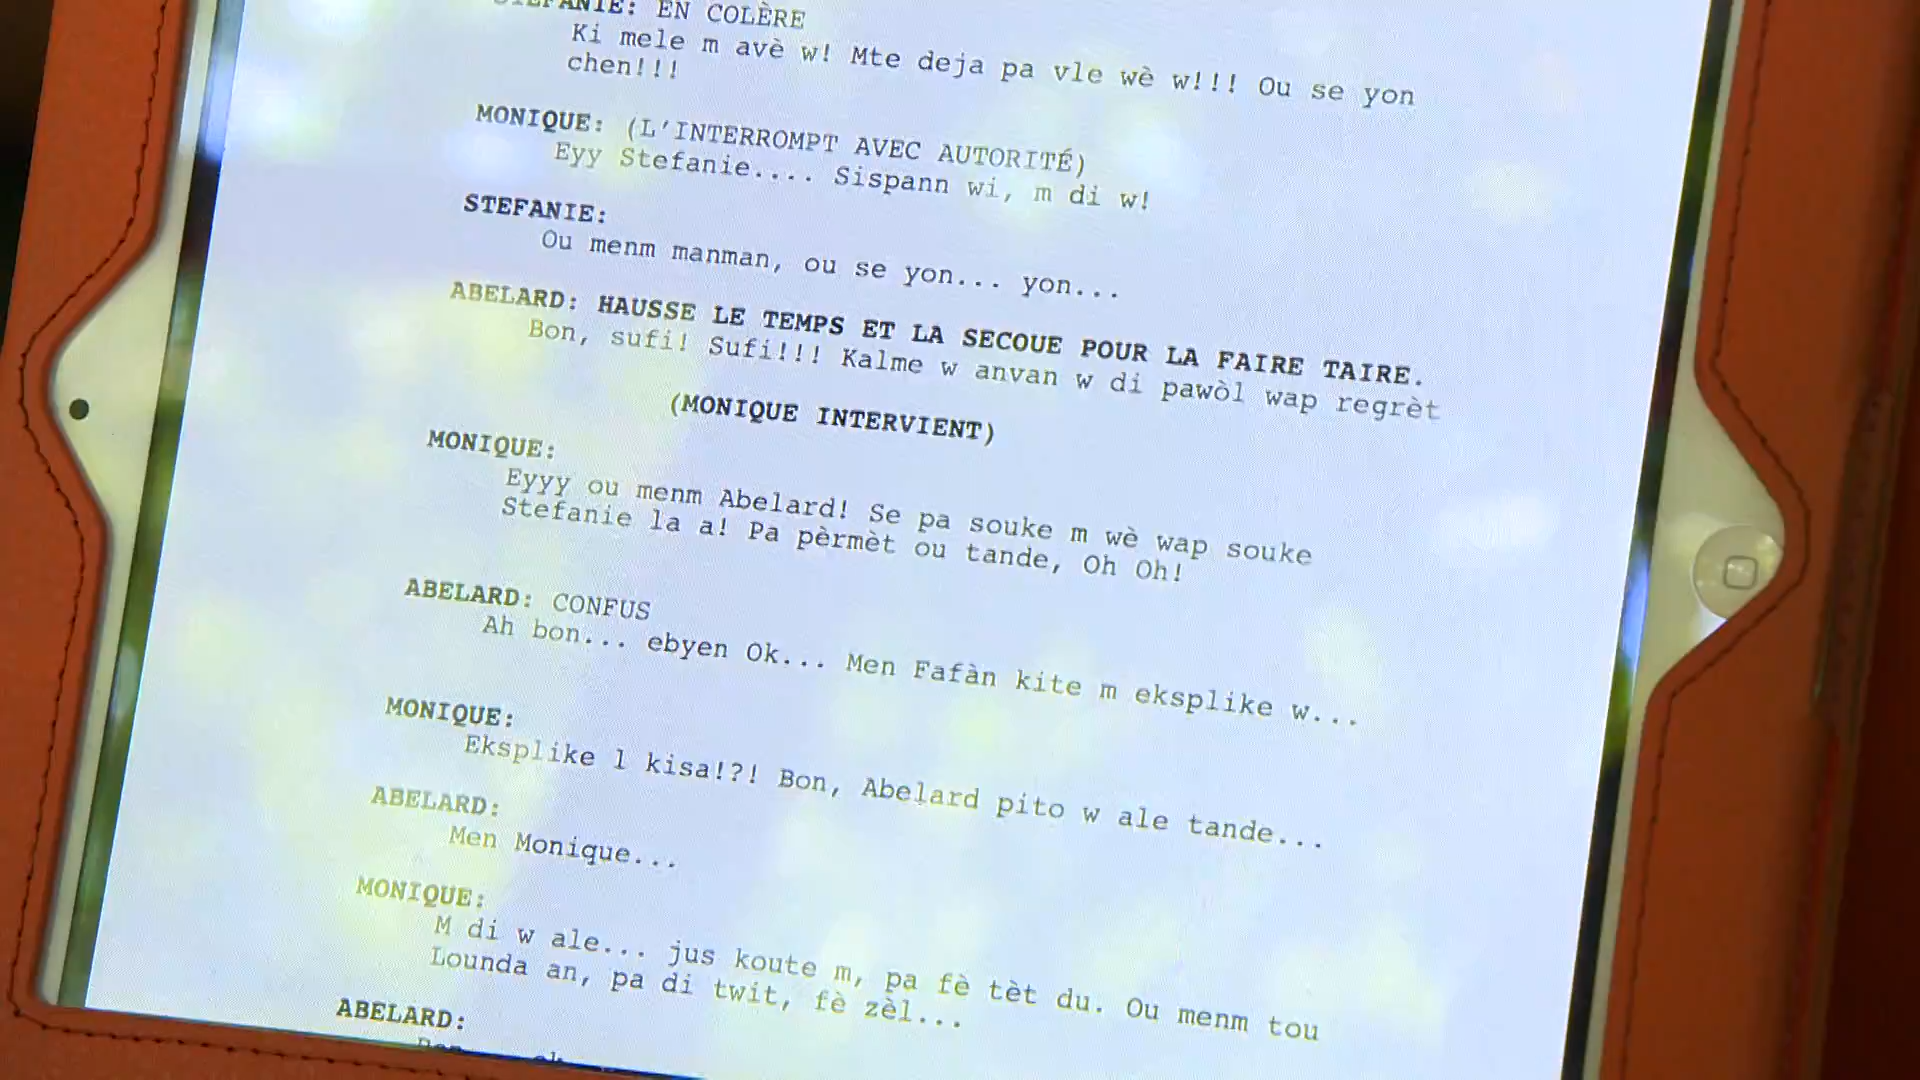 STEFANIE: EN COLÈRE
Ki mele m avè w! Mte deja pa vle wè w!!! Ou se yon
chen!!!
MONIQUE: (L'INTERROMPT AVEC AUTORITÉ)
Eyy Stefanie.... Sispann wi, m di w!
STEFANIE:
Ou menm manman, ou se yon... yon...
ABELARD: HAUSSE LE TEMPS ET LA SECOUE POUR LA FAIRE TAIRE.
Bon, sufi! Sufi!!! Kalme w anvan w di pawòl wap regrèt
(MONIQUE INTERVIENT)
MONIQUE:
Eyyy ou menm Abelard! Se pa souke m wè wap souke
Stefanie la a! Pa pèrmèt ou tande, Oh Oh!
ABELARD: CONFUS
Ah bon... ebyen Ok... Men Fafàn kite m eksplike w...
MONIQUE:
Eksplike l kisa!?! Bon, Abelard pito w ale tande...
ABELARD:
Men Monique...
MONIQUE:
M di w ale... jus koute m, pa fè tèt du. Ou menm tou
Lounda an, pa di twit, fè zèl...
ABELARD: